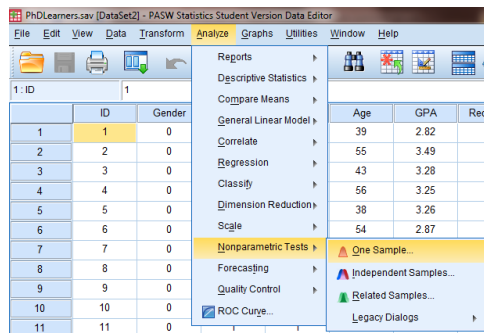 PhDLearners.sav [DataSet2] - PASW Statistics Student Version Data Editor
File Edit View Data Transform Analyze Graphs Utilities Window Help
1 : ID 1
ID Gender Age GPA
1 1 0 39 2.82
2 2 0 55 3.49
3 3 0 43 3.28
4 4 0 56 3.25
5 5 0 38 3.26
6 6 0 54 2.87
7 7 0
8 8 0
9 9 0
10 10 0
11 11 0
Reports
Descriptive Statistics
Compare Means
General Linear Model
Correlate
Regression
Classify
Dimension Reduction
Scale
Nonparametric Tests
Forecasting
Quality Control
ROC Curve...
One Sample...
Independent Samples...
Related Samples...
Legacy Dialogs